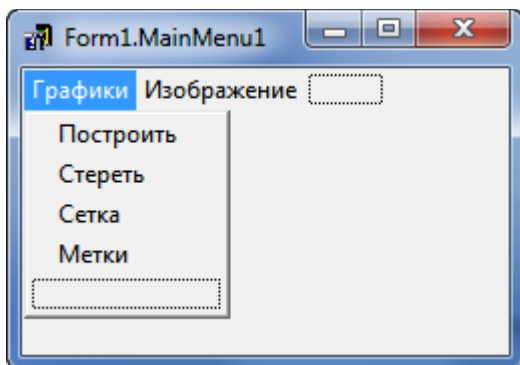 Form1.MainMenu1
Графики Изображение
Построить
Стереть
Сетка
Метки